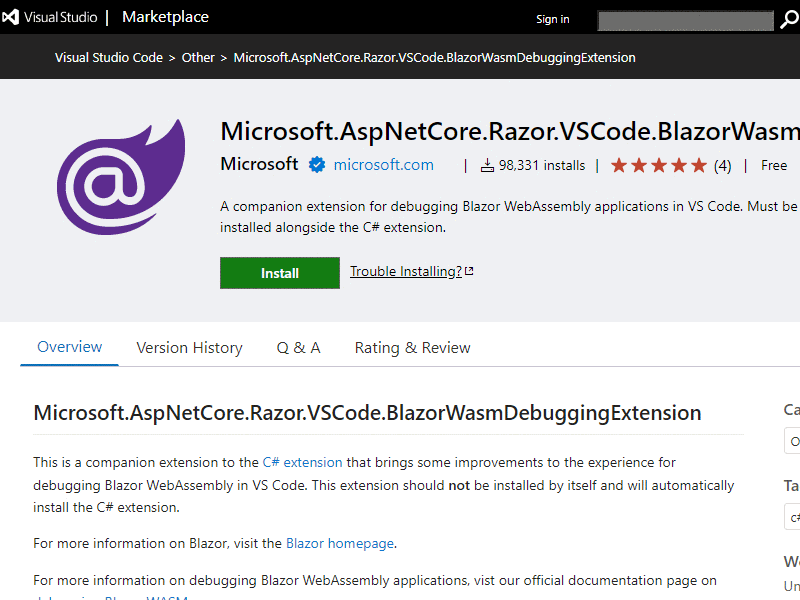 Visual Studio | Marketplace
Sign in
Visual Studio Code > Other > Microsoft.AspNetCore.Razor.VSCode.BlazorWasmDebuggingExtension
@
Microsoft.AspNetCore.Razor.VSCode.BlazorWasm
Microsoft microsoft.com | 98,331 installs | (4) | Free
A companion extension for debugging Blazor WebAssembly applications in VS Code. Must be
installed alongside the C# extension.
Install Trouble Installing?
Overview Version History Q & A Rating & Review
Microsoft.AspNetCore.Razor.VSCode.BlazorWasmDebuggingExtension
This is a companion extension to the C# extension that brings some improvements to the experience for
debugging Blazor WebAssembly in VS Code. This extension should not be installed by itself and will automatically
install the C# extension.
For more information on Blazor, visit the Blazor homepage.
For more information on debugging Blazor WebAssembly applications, vist our official documentation page on
debugging Blazor WASM
Ca
O
Ta
c#
Wo
Un